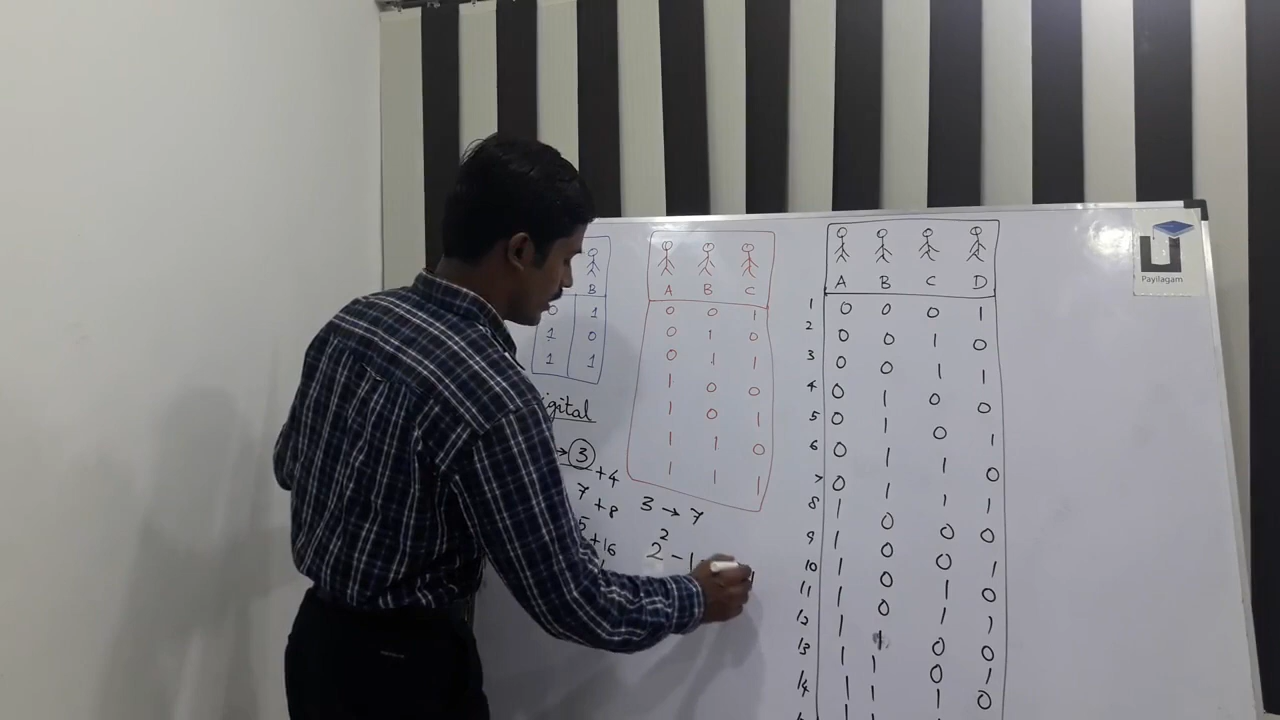 B
0 1
1 0
1 1
igital
→ 3
+4
7
+8
5
+16
3 → 7
2² - 1
A B C
0 0 1
0 1 0
0 1 1
1 0 0
1 0 1
1 1 0
1 1 1
A B C D
1 0 0 0 1
2 0 0 1 0
3 0 0 1 1
4 0 1 0 0
5 0 1 0 1
6 0 1 1 0
7 0 1 1 1
8 1 0 0 0
9 1 0 0 1
10 1 0 1 0
11 1 0 1 1
12 1 1 0 0
13 1 1 0 1
14 1 1 1 0
Payilagam